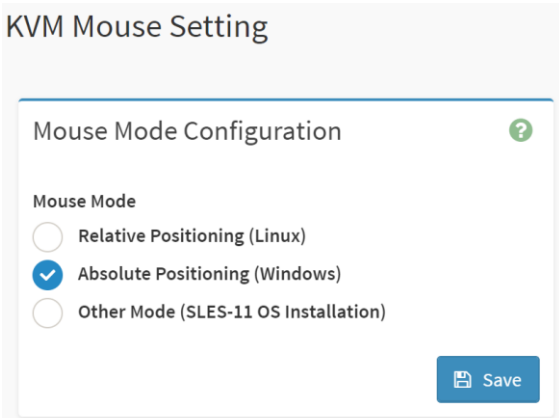 KVM Mouse Setting
Mouse Mode Configuration
Mouse Mode
Relative Positioning (Linux)
Absolute Positioning (Windows)
Other Mode (SLES-11 OS Installation)
Save